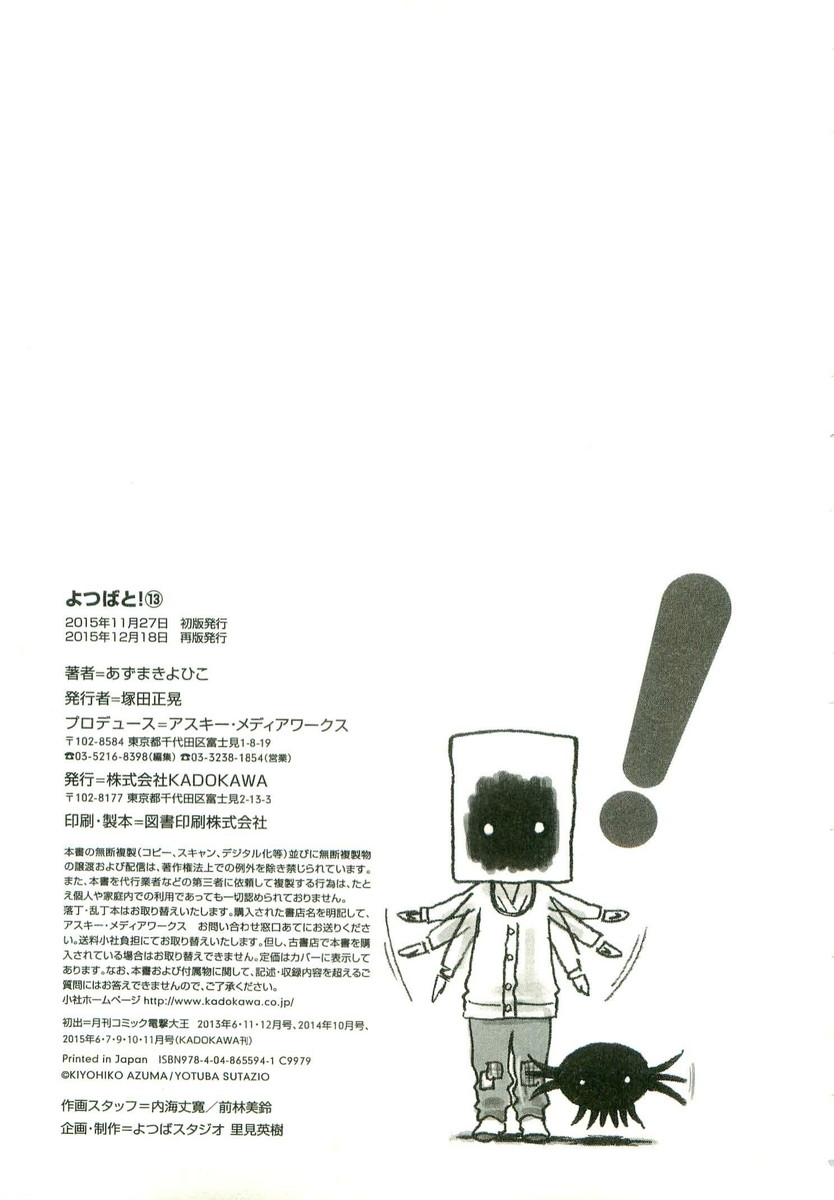 よつばと!⑬
2015年11月27日　初版発行
2015年12月18日　再版発行
著者=あずまきよひこ
発行者=塚田正晃
プロデュース=アスキー・メディアワークス
〒102-8584 東京都千代田区富士見1-8-19
☎03-5216-8398(編集) ☎03-3238-1854(営業)
発行=株式会社KADOKAWA
〒102-8177 東京都千代田区富士見2-13-3
印刷・製本=図書印刷株式会社
本書の無断複製(コピー、スキャン、デジタル化等)並びに無断複製物
の譲渡および配信は、著作権法上での例外を除き禁じられています。
また、本書を代行業者などの第三者に依頼して複製する行為は、たと
え個人や家庭内での利用であっても一切認められておりません。
落丁・乱丁本はお取り替えいたします。購入された書店名を明記して、
アスキー・メディアワークス　お問い合わせ窓口あてにお送りくださ
い。送料小社負担にてお取り替えいたします。但し、古書店で本書を購
入されている場合はお取り替えできません。定価はカバーに表示して
あります。なお、本書および付属物に関して、記述・収録内容を超えるご
質問にはお答えできませんので、ご了承ください。
小社ホームページ http://www.kadokawa.co.jp/
初出=月刊コミック電撃大王　2013年6・11・12月号、2014年10月号、
2015年6・7・9・10・11月号(KADOKAWA刊)
Printed in Japan　ISBN978-4-04-865594-1 C9979
©KIYOHIKO AZUMA/YOTUBA SUTAZIO
作画スタッフ=内海丈寛／前林美鈴
企画・制作=よつばスタジオ 里見英樹